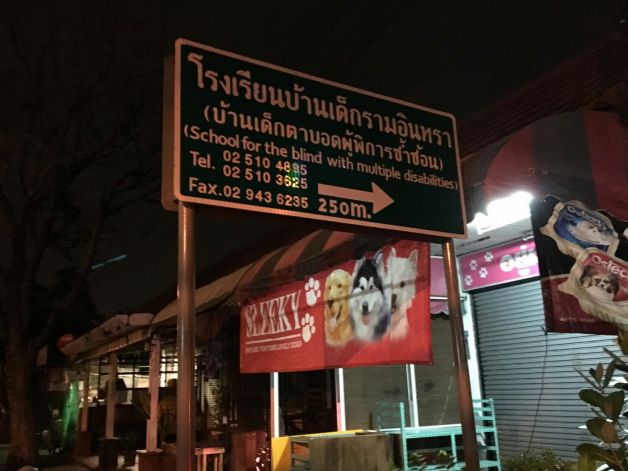 โรงเรียนบ้านเด็กรามอินทรา
(บ้านเด็กตาบอดผู้พิการซ้ำซ้อน)
(School for the blind with multiple disabilities)
Tel. 02 510 4895
02 510 3625
Fax. 02 943 6235 250m.
SLEEKY